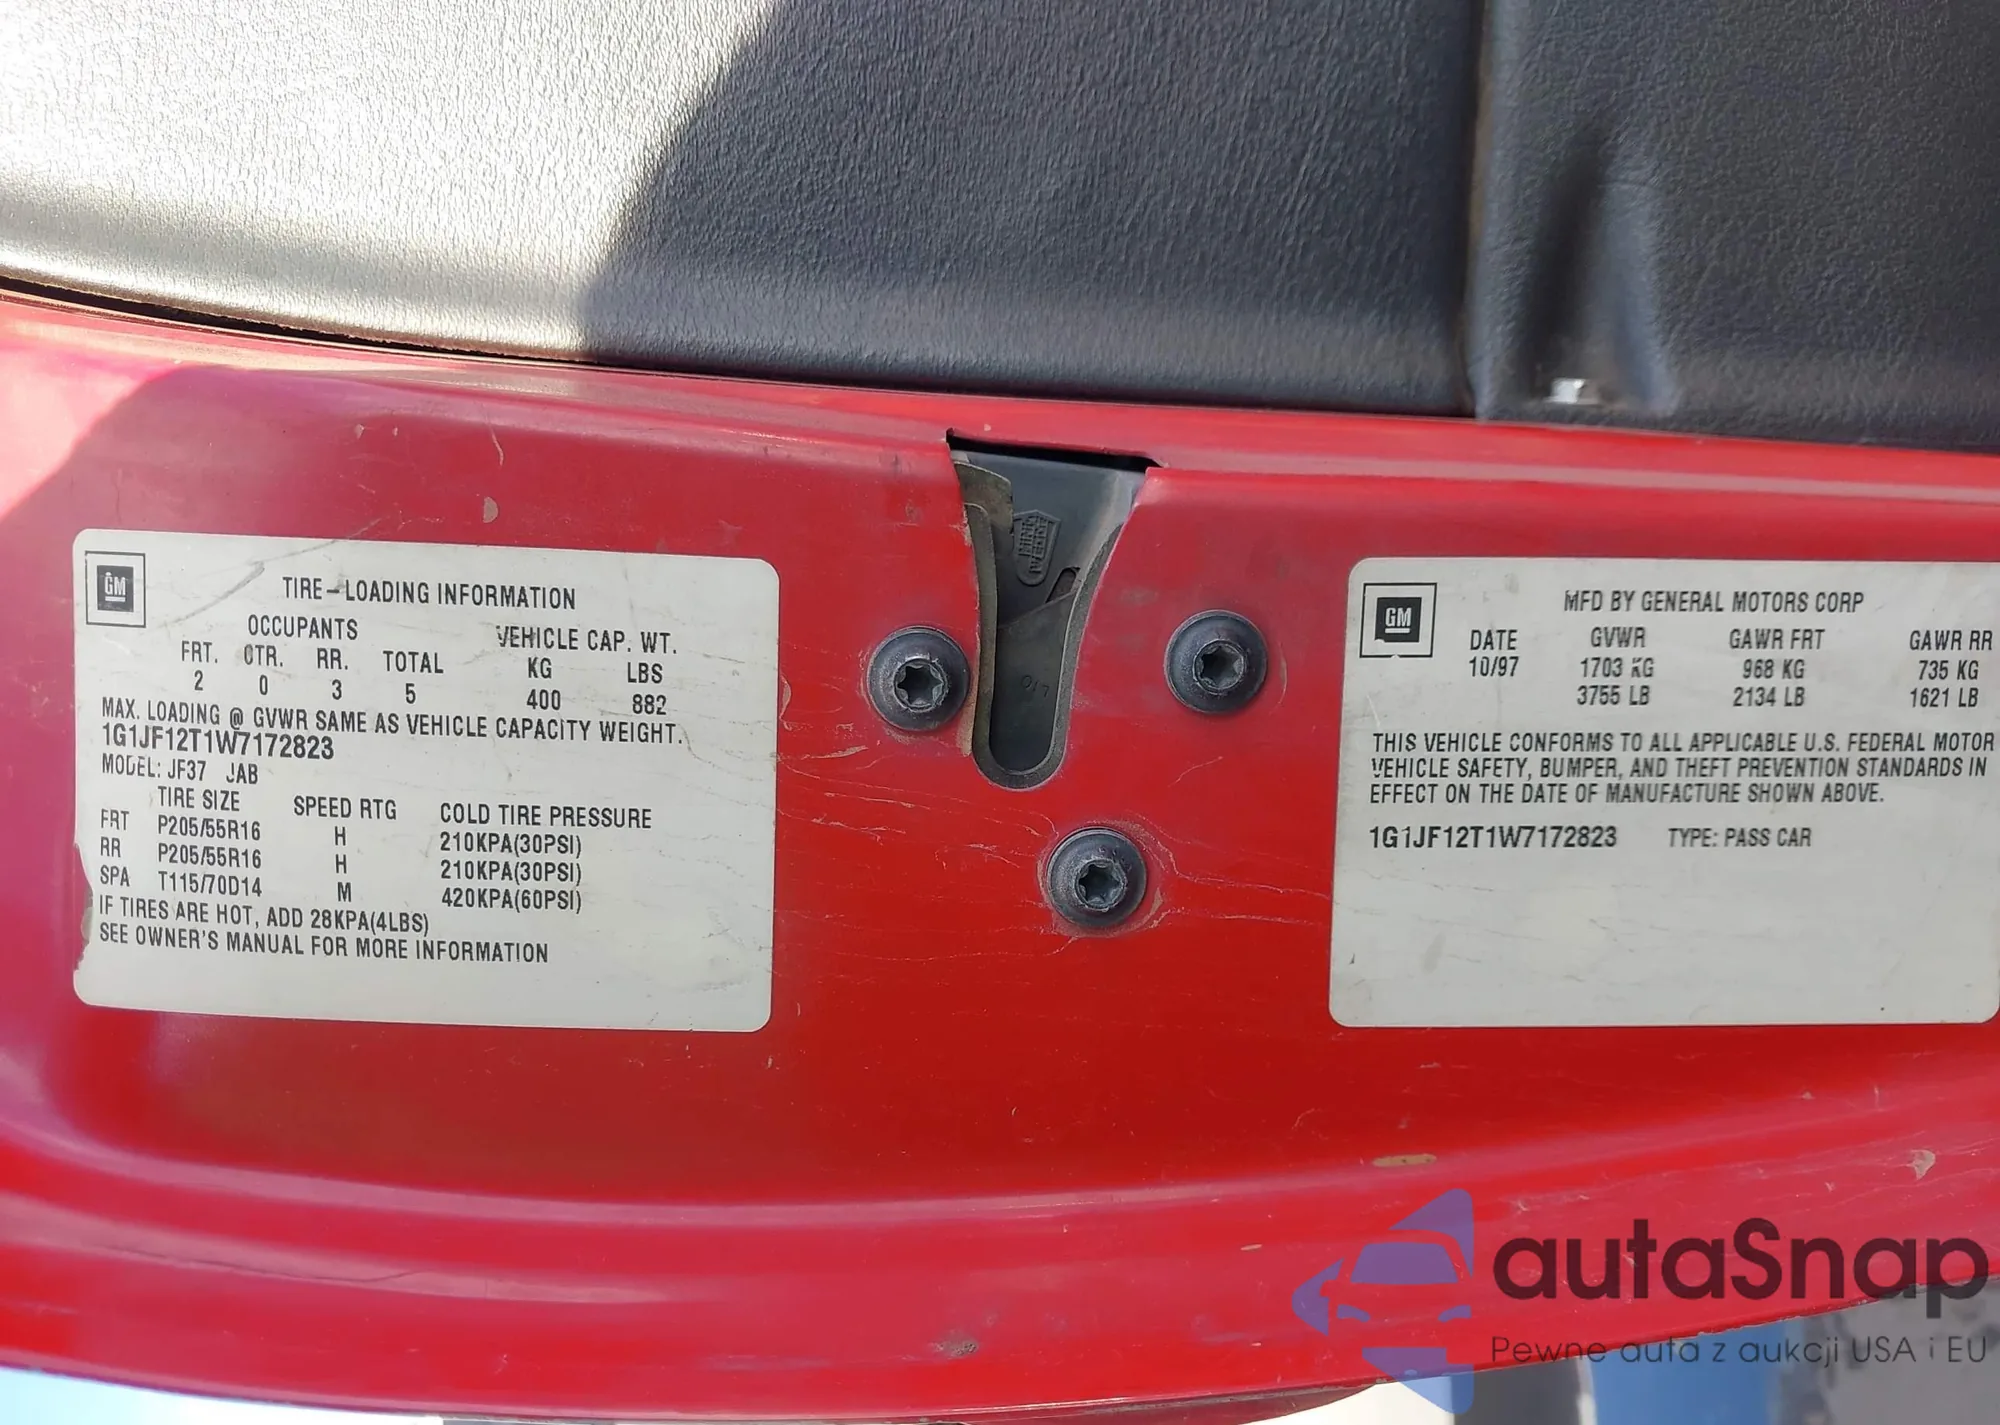 GM
TIRE-LOADING INFORMATION
OCCUPANTS VEHICLE CAP. WT.
FRT. CTR. RR. TOTAL KG LBS
2 0 3 5 400 882
MAX. LOADING @ GVWR SAME AS VEHICLE CAPACITY WEIGHT.
1G1JF12T1W7172823
MODEL: JF37 JAB
TIRE SIZE SPEED RTG COLD TIRE PRESSURE
FRT P205/55R16 H 210KPA(30PSI)
RR P205/55R16 H 210KPA(30PSI)
SPA T115/70D14 M 420KPA(60PSI)
IF TIRES ARE HOT, ADD 28KPA(4LBS)
SEE OWNER'S MANUAL FOR MORE INFORMATION
GM
MFD BY GENERAL MOTORS CORP
DATE GVWR GAWR FRT GAWR RR
10/97 1703 KG 968 KG 735 KG
3755 LB 2134 LB 1621 LB
THIS VEHICLE CONFORMS TO ALL APPLICABLE U.S. FEDERAL MOTOR
VEHICLE SAFETY, BUMPER, AND THEFT PREVENTION STANDARDS IN
EFFECT ON THE DATE OF MANUFACTURE SHOWN ABOVE.
1G1JF12T1W7172823 TYPE: PASS CAR
autaSnap
Pewne auta z aukcji USA i EU